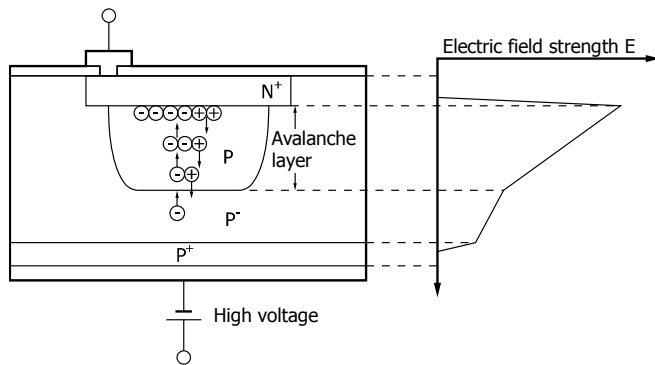 Electric field strength E
N⁺
⊖⊖⊖⊖⊕⊕
Avalanche
layer
⊖⊖⊕
P
⊖⊕
⊖
P⁻
P⁺
High voltage